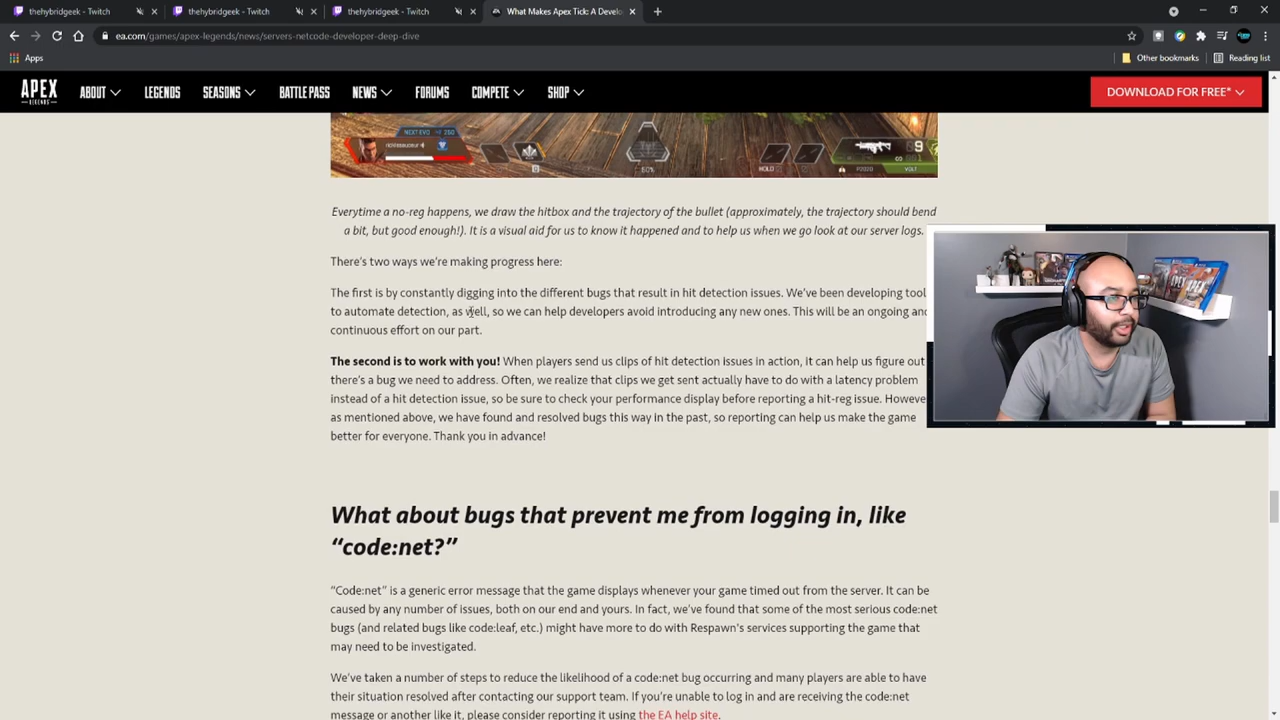 thehybridgeek - Twitch
thehybridgeek - Twitch
thehybridgeek - Twitch
What Makes Apex Tick: A Develo
ea.com/games/apex-legends/news/servers-netcode-developer-deep-dive
Apps
Other bookmarks
Reading list
APEX
LEGENDS
ABOUT
LEGENDS
SEASONS
BATTLE PASS
NEWS
FORUMS
COMPETE
SHOP
DOWNLOAD FOR FREE*
NEXT EVO
250
60%
HOLD
P2020
VOLT
9
Everytime a no-reg happens, we draw the hitbox and the trajectory of the bullet (approximately, the trajectory should bend
a bit, but good enough!). It is a visual aid for us to know it happened and to help us when we go look at our server logs.
There's two ways we're making progress here:
The first is by constantly digging into the different bugs that result in hit detection issues. We've been developing tool
to automate detection, as well, so we can help developers avoid introducing any new ones. This will be an ongoing and
continuous effort on our part.
The second is to work with you! When players send us clips of hit detection issues in action, it can help us figure out
there's a bug we need to address. Often, we realize that clips we get sent actually have to do with a latency problem
instead of a hit detection issue, so be sure to check your performance display before reporting a hit-reg issue. Howeve
as mentioned above, we have found and resolved bugs this way in the past, so reporting can help us make the game
better for everyone. Thank you in advance!
What about bugs that prevent me from logging in, like
“code:net?”
“Code:net” is a generic error message that the game displays whenever your game timed out from the server. It can be
caused by any number of issues, both on our end and yours. In fact, we've found that some of the most serious code:net
bugs (and related bugs like code:leaf, etc.) might have more to do with Respawn's services supporting the game that
may need to be investigated.
We've taken a number of steps to reduce the likelihood of a code:net bug occurring and many players are able to have
their situation resolved after contacting our support team. If you're unable to log in and are receiving the code:net
message or another like it, please consider reporting it using the EA help site.